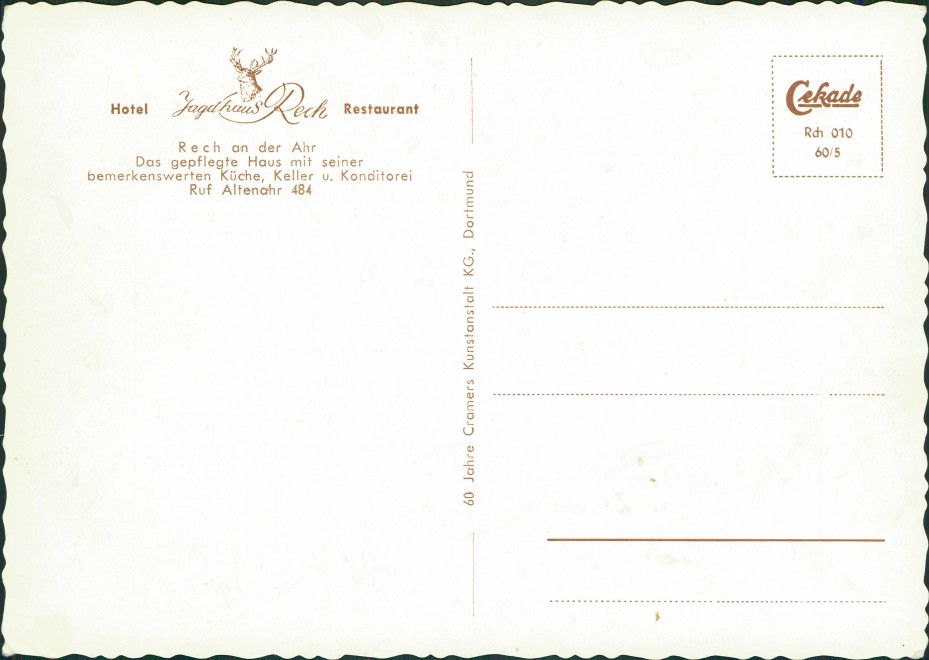 Hotel Jagdhaus Rech Restaurant
Rech an der Ahr
Das gepflegte Haus mit seiner
bemerkenswerten Küche, Keller u. Konditorei
Ruf Altenahr 484
60 Jahre Cramers Kunstanstalt KG., Dortmund
Cekade
Rch 010
60/5